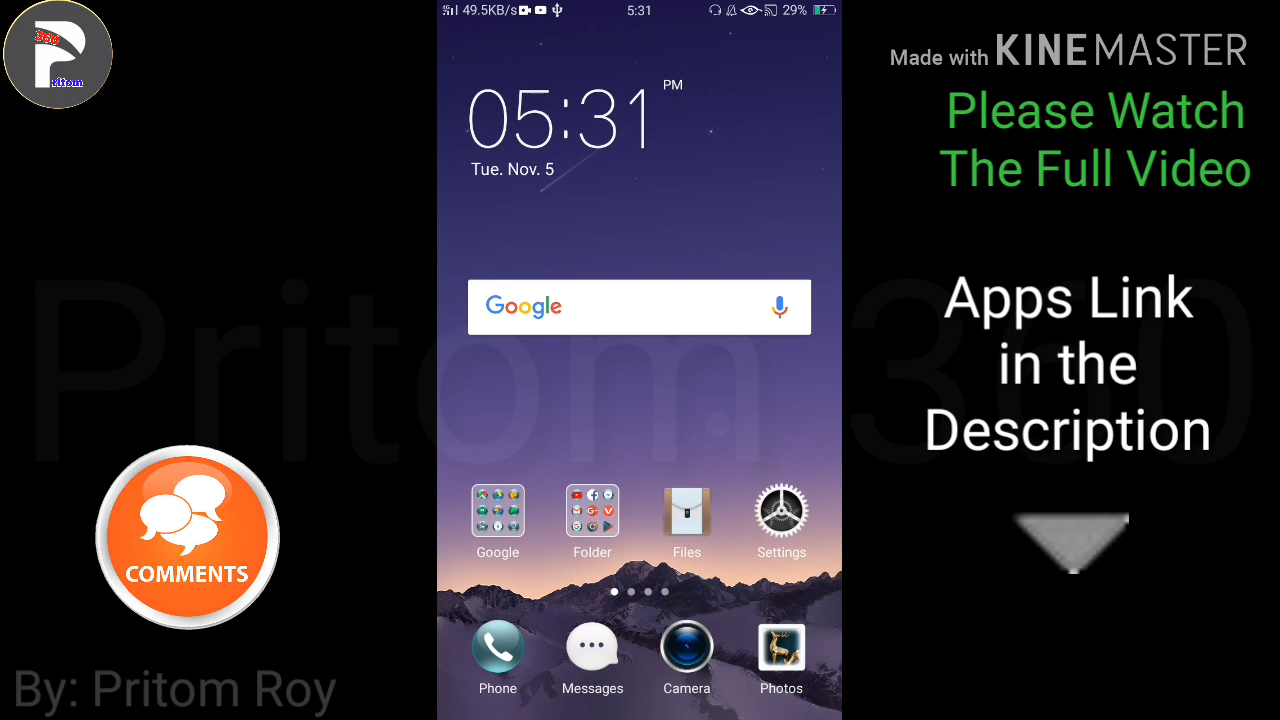 360
P
ritom
49.5KB/s
5:31
29%
Made with KINEMASTER
Please Watch
The Full Video
05:31 PM
Tue. Nov. 5
Google
Apps Link
in the
Description
Pritom 360
COMMENTS
Google
Folder
Files
Settings
Phone
Messages
Camera
Photos
By: Pritom Roy